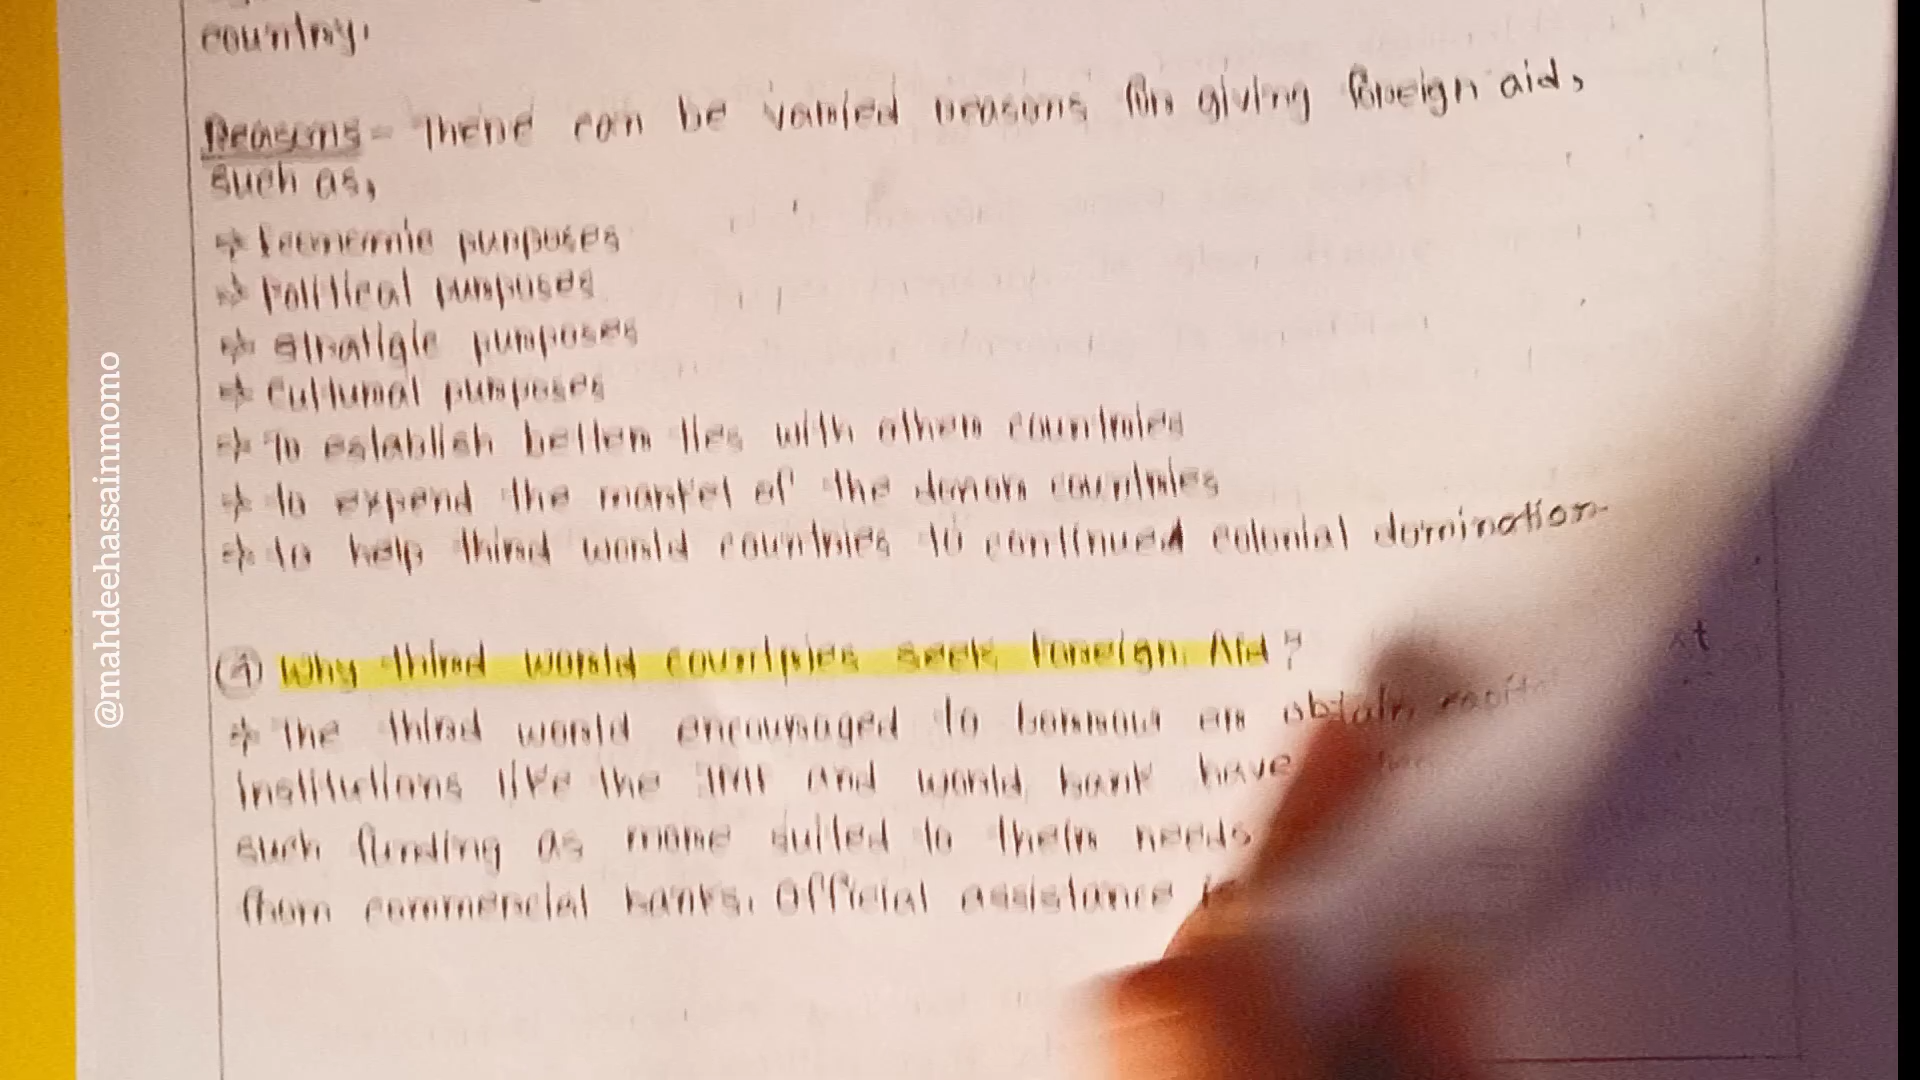 country.
Reasons - There can be varied reasons for giving foreign aid,
such as,
→ Economic purposes
→ Political purposes
→ Stratigic purposes
→ Cultural purposes
→ To establish better ties with other countries
→ to expend the market of the donor countries
→ to help third world countries to continued colonial domination
④ Why third world countries seek foreign Aid?
→ The third world encouraged to borrow or obtain
institutions like the IMF and world bank have
such funding as more suited to their needs
from commercial banks. Official assistance
@mahdeehassainmomo